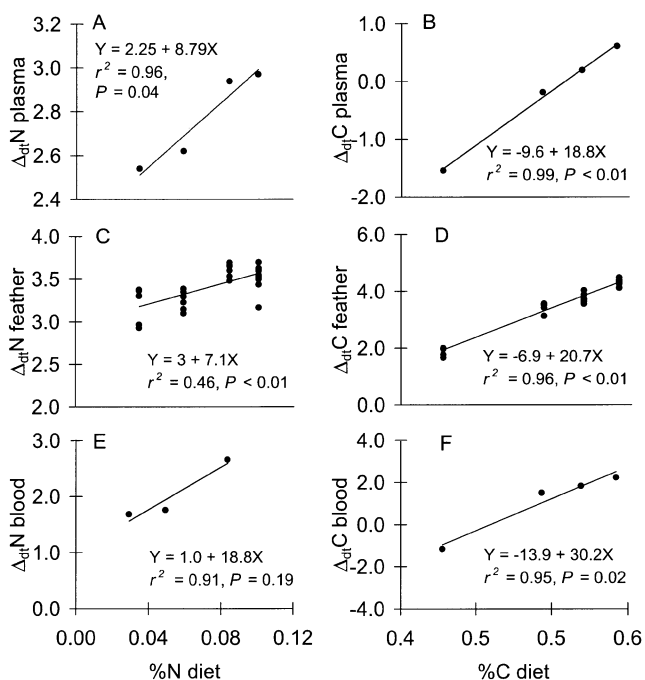 A
Y = 2.25 + 8.79X
r² = 0.96,
P = 0.04
ΔdtN plasma
3.2
3.0
2.8
2.6
2.4
B
Y = -9.6 + 18.8X
r² = 0.99, P < 0.01
ΔdtC plasma
1.0
0.0
-1.0
-2.0
C
Y = 3 + 7.1X
r² = 0.46, P < 0.01
ΔdtN feather
4.0
3.5
3.0
2.5
2.0
D
Y = -6.9 + 20.7X
r² = 0.96, P < 0.01
ΔdtC feather
6.0
4.0
2.0
0.0
E
Y = 1.0 + 18.8X
r² = 0.91, P = 0.19
ΔdtN blood
3.0
2.0
1.0
0.0
0.00 0.04 0.08 0.12
%N diet
F
Y = -13.9 + 30.2X
r² = 0.95, P = 0.02
ΔdtC blood
4.0
2.0
0.0
-2.0
-4.0
0.4 0.5 0.5 0.6
%C diet